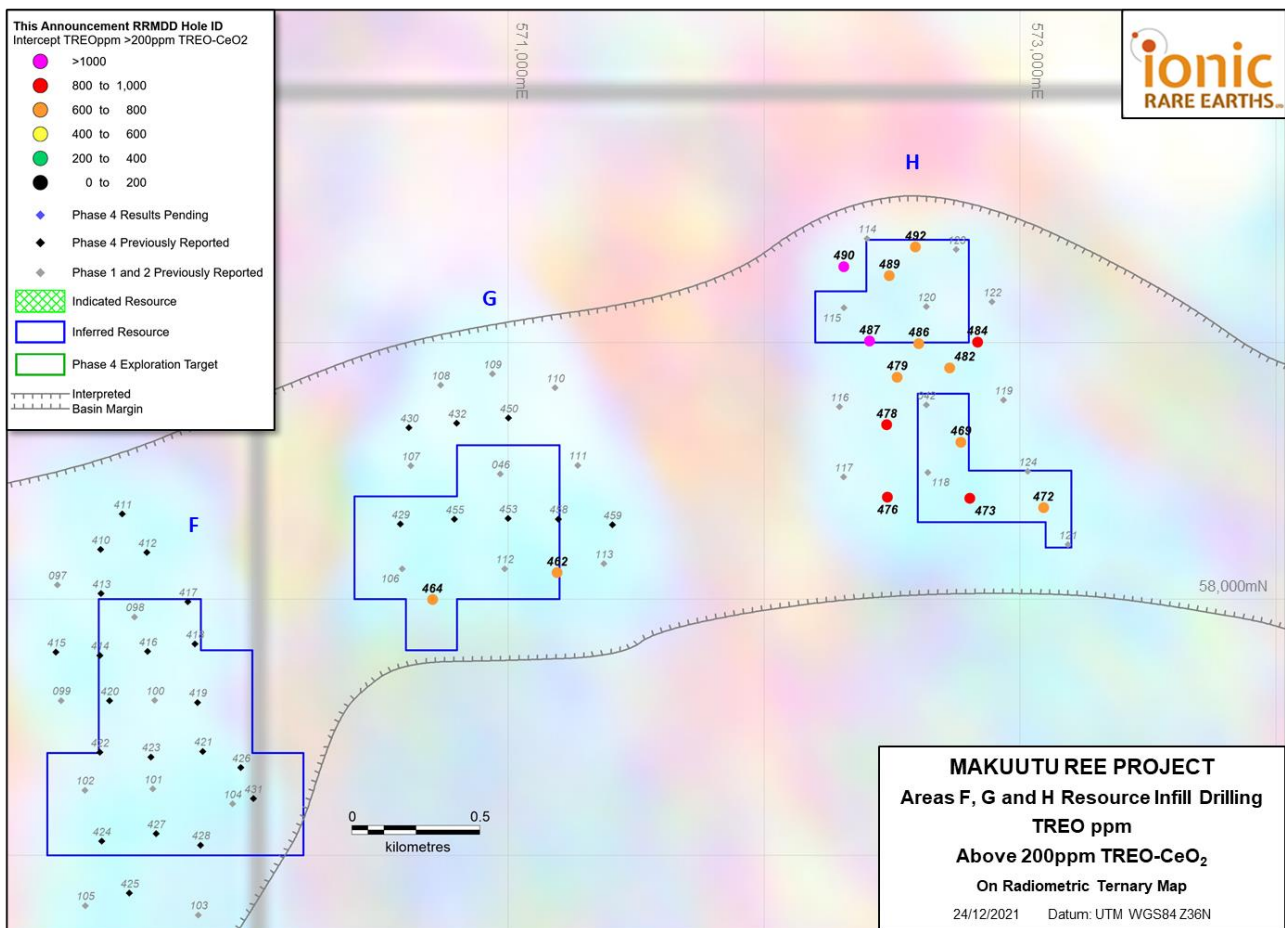 This Announcement RRMDD Hole ID
Intercept TREOppm >200ppm TREO-CeO2
>1000
800 to 1,000
600 to 800
400 to 600
200 to 400
0 to 200
Phase 4 Results Pending
Phase 4 Previously Reported
Phase 1 and 2 Previously Reported
Indicated Resource
Inferred Resource
Phase 4 Exploration Target
Interpreted
Basin Margin
571,000mE
573,000mE
ionic
RARE EARTHS
H
114
492
123
490
489
115
120
122
487
486
484
479
482
116
042
119
478
469
117
118
124
476
473
472
121
G
108
109
110
430
432
450
107
046
111
429
455
453
458
459
106
112
462
113
464
58,000mN
F
411
410
412
097
413
417
098
415
414
416
099
420
100
419
422
423
421
426
102
101
104
431
424
427
428
105
425
103
0 0.5
kilometres
MAKUUTU REE PROJECT
Areas F, G and H Resource Infill Drilling
TREO ppm
Above 200ppm TREO-CeO₂
On Radiometric Ternary Map
24/12/2021 Datum: UTM WGS84 Z36N